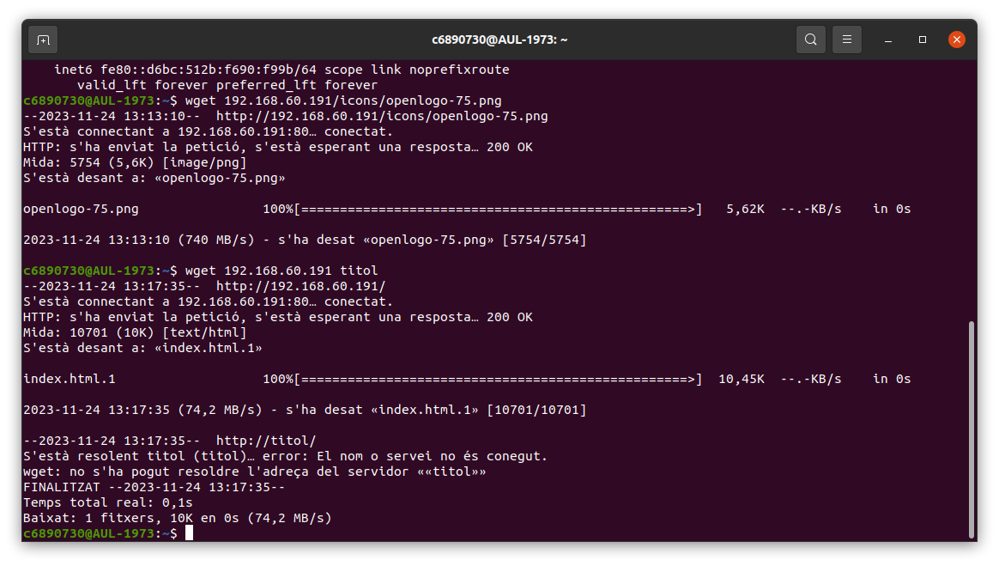 c6890730@AUL-1973: ~
inet6 fe80::d6bc:512b:f690:f99b/64 scope link noprefixroute
valid_lft forever preferred_lft forever
c6890730@AUL-1973:~$ wget 192.168.60.191/icons/openlogo-75.png
--2023-11-24 13:13:10--  http://192.168.60.191/icons/openlogo-75.png
S'està connectant a 192.168.60.191:80… conectat.
HTTP: s'ha enviat la petició, s'està esperant una resposta… 200 OK
Mida: 5754 (5,6K) [image/png]
S'està desant a: «openlogo-75.png»
openlogo-75.png 100%[==================================================>] 5,62K --.-KB/s in 0s
2023-11-24 13:13:10 (740 MB/s) - s'ha desat «openlogo-75.png» [5754/5754]
c6890730@AUL-1973:~$ wget 192.168.60.191 titol
--2023-11-24 13:17:35--  http://192.168.60.191/
S'està connectant a 192.168.60.191:80… conectat.
HTTP: s'ha enviat la petició, s'està esperant una resposta… 200 OK
Mida: 10701 (10K) [text/html]
S'està desant a: «index.html.1»
index.html.1 100%[==================================================>] 10,45K --.-KB/s in 0s
2023-11-24 13:17:35 (74,2 MB/s) - s'ha desat «index.html.1» [10701/10701]
--2023-11-24 13:17:35--  http://titol/
S'està resolent titol (titol)… error: El nom o servei no és conegut.
wget: no s'ha pogut resoldre l'adreça del servidor ««titol»»
FINALITZAT --2023-11-24 13:17:35--
Temps total real: 0,1s
Baixat: 1 fitxers, 10K en 0s (74,2 MB/s)
c6890730@AUL-1973:~$